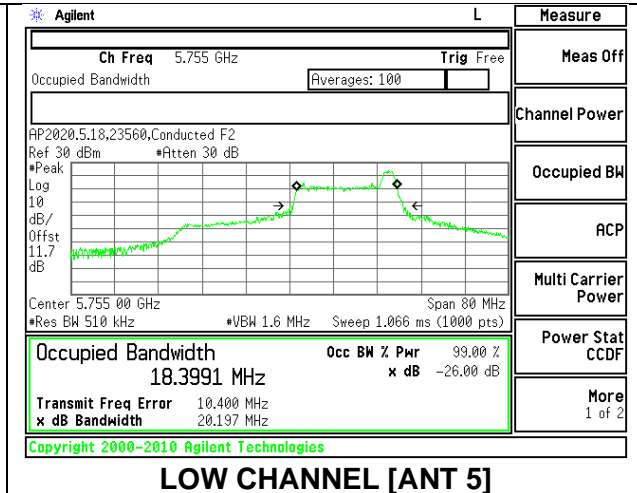 Agilent L Measure
Ch Freq 5.755 GHz Trig Free
Meas Off
Occupied Bandwidth Averages: 100
Channel Power
AP2020.5.18,23560,Conducted F2
Ref 30 dBm #Atten 30 dB
#Peak
Log
10
dB/
Offst
11.7
dB
Occupied BW
ACP
Multi Carrier
Power
Center 5.755 00 GHz Span 80 MHz
#Res BW 510 kHz #VBW 1.6 MHz Sweep 1.066 ms (1000 pts)
Power Stat
CCDF
Occupied Bandwidth Occ BW % Pwr 99.00 %
18.3991 MHz x dB -26.00 dB
Transmit Freq Error 10.400 MHz
x dB Bandwidth 20.197 MHz
More
1 of 2
Copyright 2000-2010 Agilent Technologies
LOW CHANNEL [ANT 5]